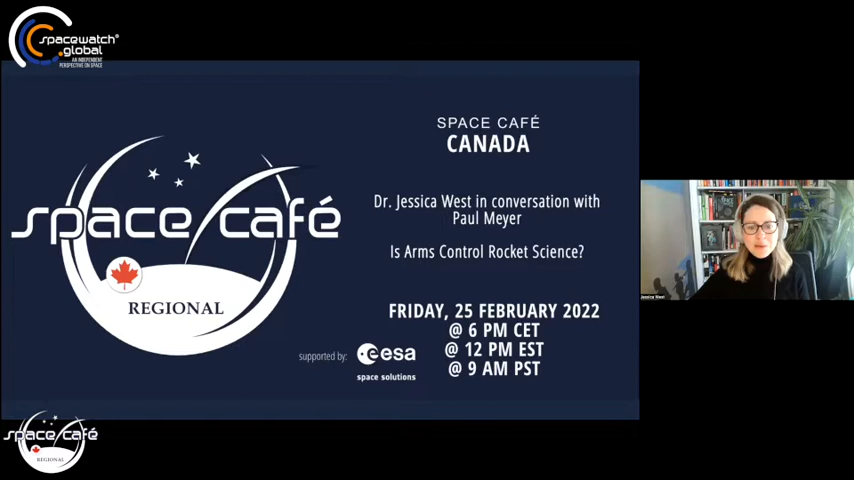 spacewatch®
.global
AN INDEPENDENT
PERSPECTIVE ON SPACE
SPACE CAFÉ
CANADA
Dr. Jessica West in conversation with
Paul Meyer
Is Arms Control Rocket Science?
space café
REGIONAL
FRIDAY, 25 FEBRUARY 2022
@ 6 PM CET
@ 12 PM EST
@ 9 AM PST
supported by:
esa
space solutions
Jessica West
space café
REGIONAL